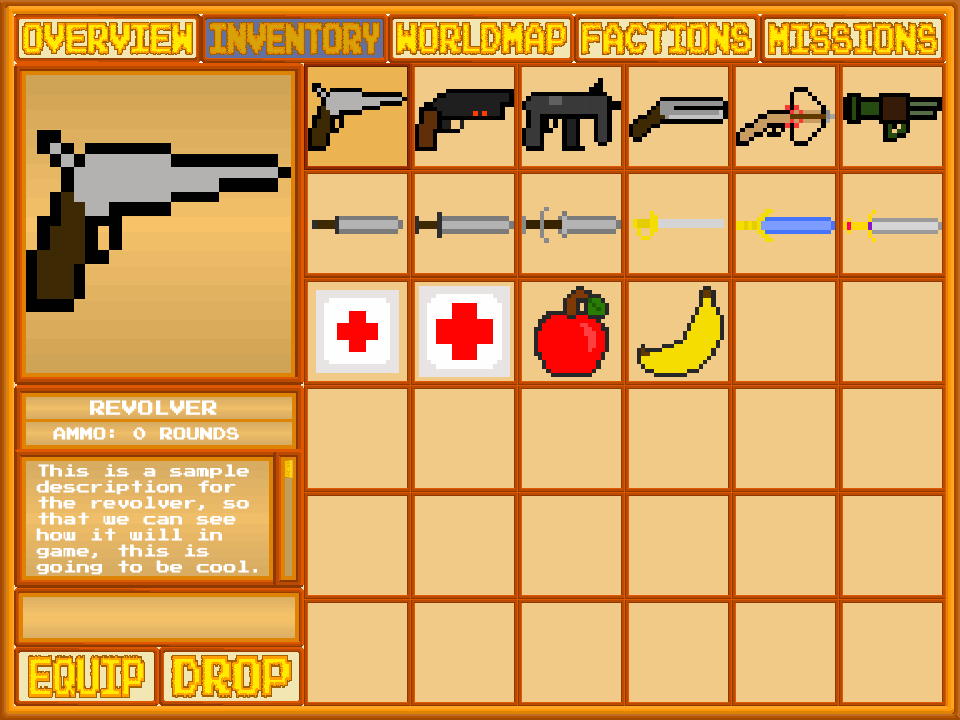 OVERVIEW INVENTORY WORLDMAP FACTIONS MISSIONS
REVOLVER
AMMO: 0 ROUNDS
This is a sample
description for
the revolver, so
that we can see
how it will in
game, this is
going to be cool.
EQUIP DROP